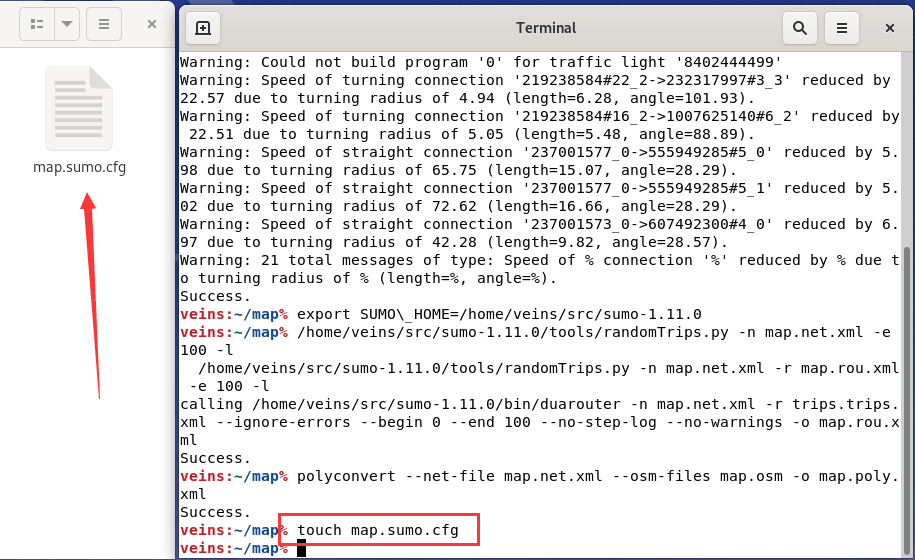 map.sumo.cfg
Terminal
Warning: Could not build program '0' for traffic light '8402444499'
Warning: Speed of turning connection '219238584#22_2->232317997#3_3' reduced by
22.57 due to turning radius of 4.94 (length=6.28, angle=101.93).
Warning: Speed of turning connection '219238584#16_2->1007625140#6_2' reduced by
22.51 due to turning radius of 5.05 (length=5.48, angle=88.89).
Warning: Speed of straight connection '237001577_0->555949285#5_0' reduced by 5.
98 due to turning radius of 65.75 (length=15.07, angle=28.29).
Warning: Speed of straight connection '237001577_0->555949285#5_1' reduced by 5.
02 due to turning radius of 72.62 (length=16.66, angle=28.29).
Warning: Speed of straight connection '237001573_0->607492300#4_0' reduced by 6.
97 due to turning radius of 42.28 (length=9.82, angle=28.57).
Warning: 21 total messages of type: Speed of % connection '%' reduced by % due t
o turning radius of % (length=%, angle=%).
Success.
veins:~/map% export SUMO\_HOME=/home/veins/src/sumo-1.11.0
veins:~/map% /home/veins/src/sumo-1.11.0/tools/randomTrips.py -n map.net.xml -e
100 -l
/home/veins/src/sumo-1.11.0/tools/randomTrips.py -n map.net.xml -r map.rou.xml
-e 100 -l
calling /home/veins/src/sumo-1.11.0/bin/duarouter -n map.net.xml -r trips.trips.
xml --ignore-errors --begin 0 --end 100 --no-step-log --no-warnings -o map.rou.x
ml
Success.
veins:~/map% polyconvert --net-file map.net.xml --osm-files map.osm -o map.poly.
xml
Success.
veins:~/map% touch map.sumo.cfg
veins:~/map%